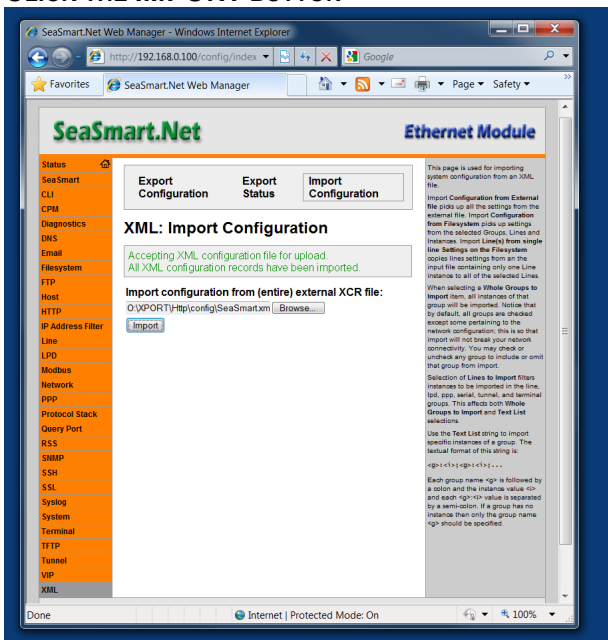 CLICK THE IMPORT BUTTON
SeaSmart.Net Web Manager - Windows Internet Explorer
http://192.168.0.100/config/index
Google
Favorites
SeaSmart.Net Web Manager
Page
Safety
SeaSmart.Net
Ethernet Module
Status
SeaSmart
CLI
CPM
Diagnostics
DNS
Email
Filesystem
FTP
Host
HTTP
IP Address Filter
Line
LPD
Modbus
Network
PPP
Protocol Stack
Query Port
RSS
SNMP
SSH
SSL
Syslog
System
Terminal
TFTP
Tunnel
VIP
XML
Export Configuration
Export Status
Import Configuration
XML: Import Configuration
Accepting XML configuration file for upload.
All XML configuration records have been imported.
Import configuration from (entire) external XCR file:
O:\XPORT\Http\config\SeaSmart.xm
Browse...
Import
This page is used for importing
system configuration from an XML
file.
Import Configuration from External
file picks up all the settings from the
external file. Import Configuration
from Filesystem picks up settings
from the selected Groups, Lines and
Instances. Import Line(s) from single
line Settings on the Filesystem
copies lines settings from an the
input file containing only one Line
instance to all of the selected Lines.
When selecting a Whole Groups to
Import item, all instances of that
group will be imported. Notice that
by default, all groups are checked
except some pertaining to the
network configuration; this is so that
import will not break your network
connectivity. You may check or
uncheck any group to include or omit
that group from import.
Selection of Lines to Import filters
instances to be imported in the line,
lpd, ppp, serial, tunnel, and terminal
groups. This affects both Whole
Groups to Import and Text List
selections.
Use the Text List string to import
specific instances of a group. The
textual format of this string is:
<g>:<i>;<g>:<i>;...
Each group name <g> is followed by
a colon and the instance value <i>
and each <g>:<i> value is separated
by a semi-colon. If a group has no
instance then only the group name
<g> should be specified.
Done
Internet | Protected Mode: On
100%